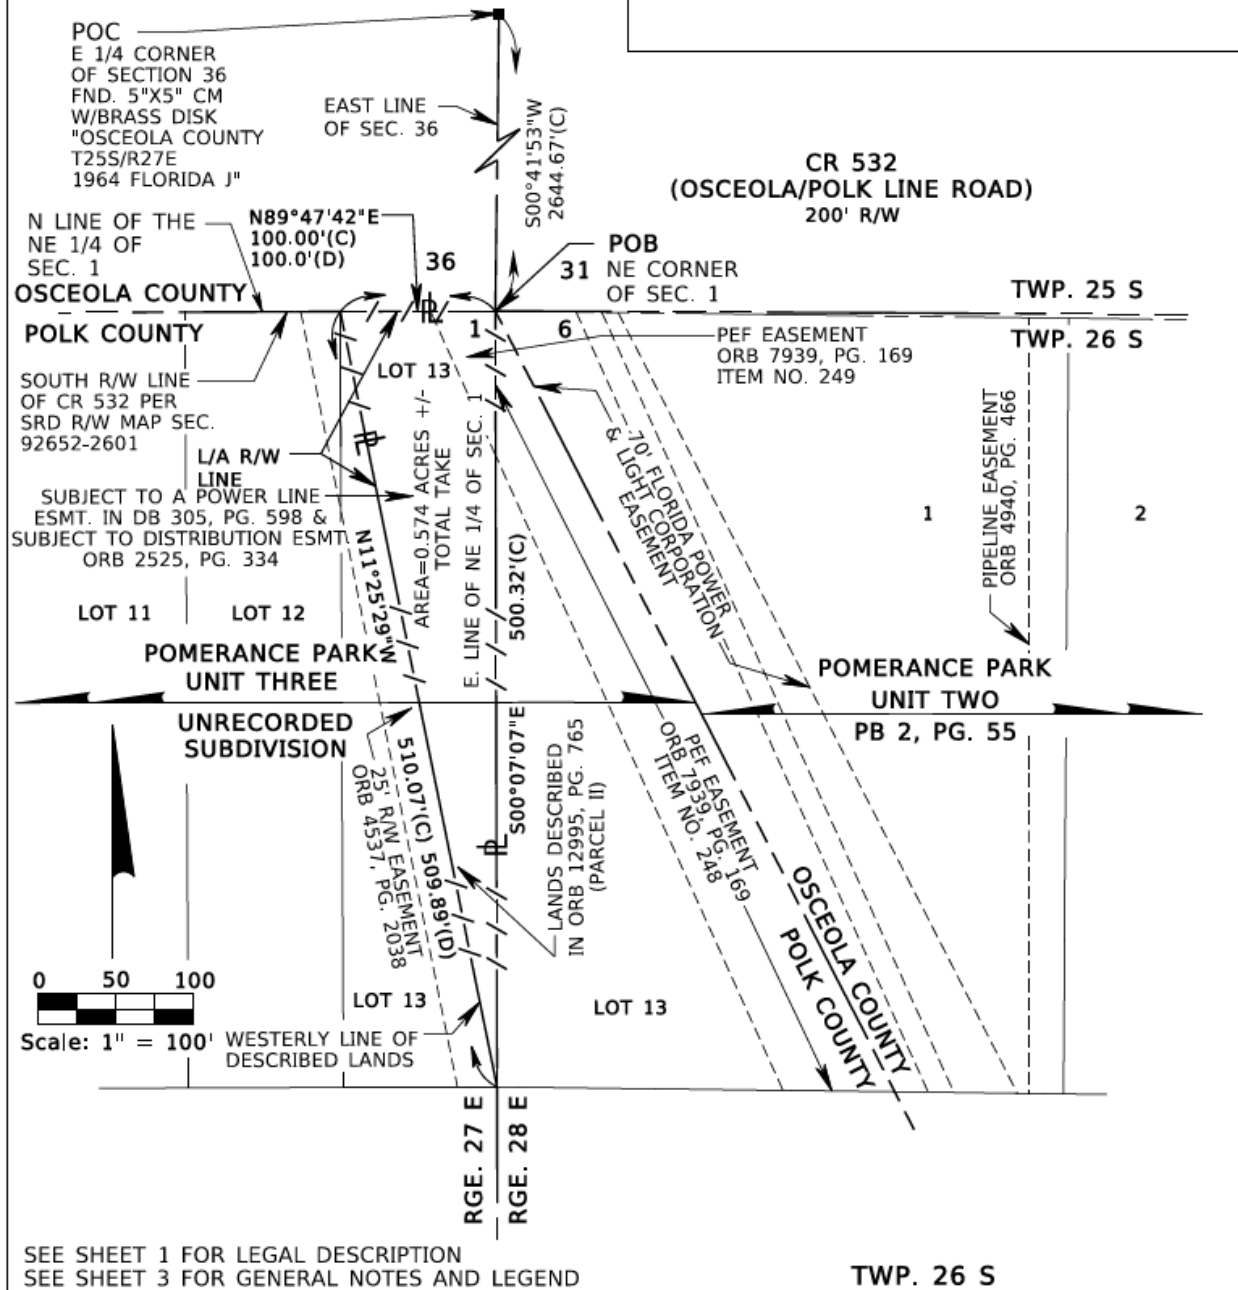 POC
E 1/4 CORNER
OF SECTION 36
FND. 5"X5" CM
W/BRASS DISK
"OSCEOLA COUNTY
T25S/R27E
1964 FLORIDA J"
EAST LINE
OF SEC. 36
S00°41'53"W
2644.67'(C)
CR 532
(OSCEOLA/POLK LINE ROAD)
200' R/W
N LINE OF THE
NE 1/4 OF
SEC. 1
N89°47'42"E
100.00'(C)
100.0'(D)
36
31
POB
NE CORNER
OF SEC. 1
OSCEOLA COUNTY
POLK COUNTY
TWP. 25 S
TWP. 26 S
PL
1
6
LOT 13
PEF EASEMENT
ORB 7939, PG. 169
ITEM NO. 249
SOUTH R/W LINE
OF CR 532 PER
SRD R/W MAP SEC.
92652-2601
L/A R/W
LINE
PL
SUBJECT TO A POWER LINE
ESMT. IN DB 305, PG. 598 &
SUBJECT TO DISTRIBUTION ESMT.
ORB 2525, PG. 334
AREA=0.574 ACRES +/-
TOTAL TAKE
E. LINE OF NE 1/4 OF SEC. 1
500.32'(C)
S00°07'07"E
N11°25'29"W
510.07'(C) 509.89'(D)
70' FLORIDA POWER
& LIGHT CORPORATION
EASEMENT
1
2
PIPELINE EASEMENT
ORB 4940, PG. 466
LOT 11
LOT 12
POMERANCE PARK
UNIT THREE
UNRECORDED
SUBDIVISION
POMERANCE PARK
UNIT TWO
PB 2, PG. 55
25' R/W EASEMENT
ORB 4537, PG. 2038
PL
LANDS DESCRIBED
IN ORB 12995, PG. 765
(PARCEL II)
PEF EASEMENT
ORB 7939, PG. 169
ITEM NO. 248
OSCEOLA COUNTY
POLK COUNTY
0 50 100
Scale: 1" = 100'
LOT 13
LOT 13
WESTERLY LINE OF
DESCRIBED LANDS
RGE. 27 E
RGE. 28 E
SEE SHEET 1 FOR LEGAL DESCRIPTION
SEE SHEET 3 FOR GENERAL NOTES AND LEGEND
TWP. 26 S